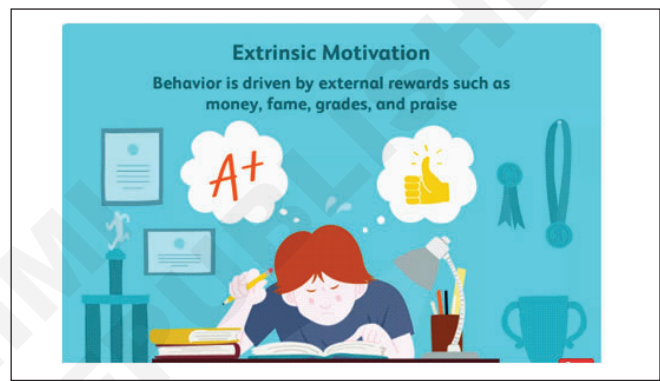 Extrinsic Motivation
Behavior is driven by external rewards such as
money, fame, grades, and praise
A+